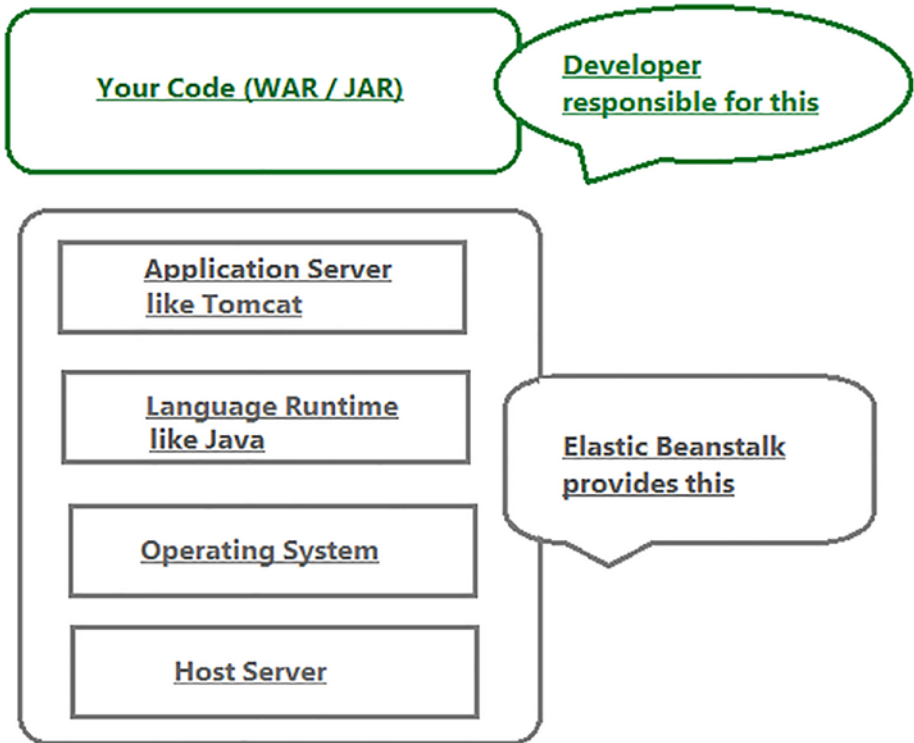 Your Code (WAR / JAR)
Developer
responsible for this
Application Server
like Tomcat
Language Runtime
like Java
Elastic Beanstalk
provides this
Operating System
Host Server